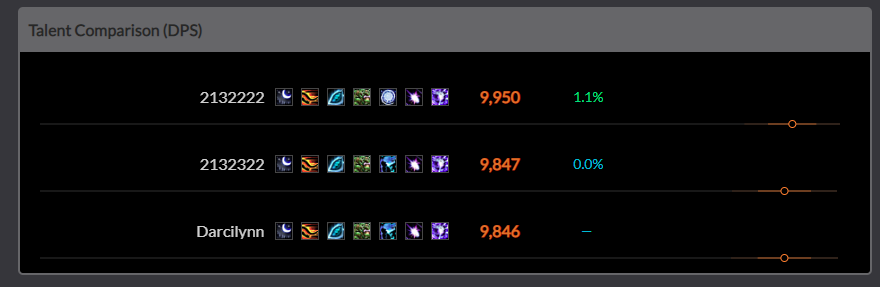 Talent Comparison (DPS)
2132222 9,950 1.1%
2132322 9,847 0.0%
Darcilynn 9,846 —